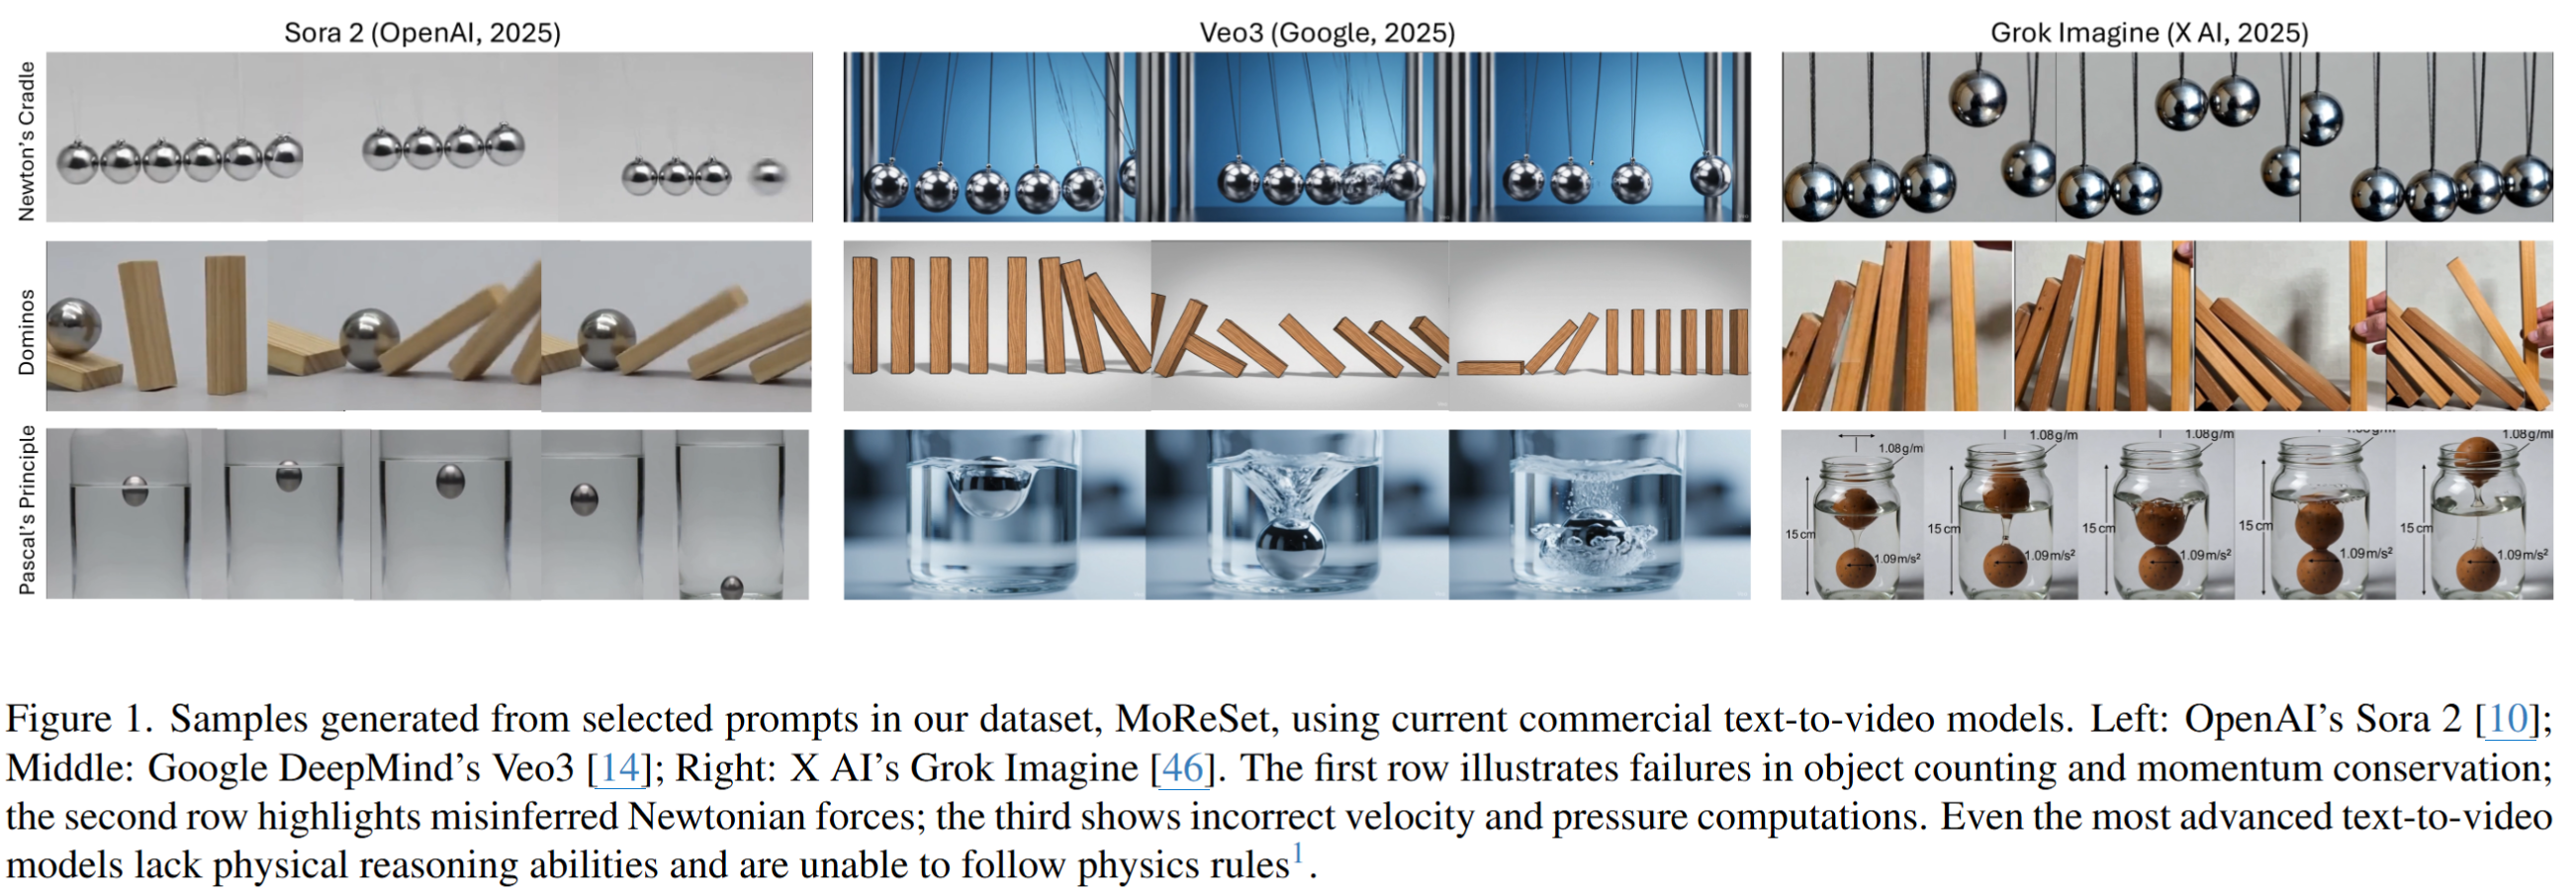 Sora 2 (OpenAI, 2025)
Veo3 (Google, 2025)
Grok Imagine (X AI, 2025)
Newton's Cradle
Dominos
Pascal's Principle
1.08g/ml
1.08g/m
1.08g/m
1.08g/ml
15 cm
15 cm
15 cm
15 cm
15 cm
1.09m/s²
1.09m/s²
1.09m/s²
1.09m/s²
1.09m/s²
Figure 1. Samples generated from selected prompts in our dataset, MoReSet, using current commercial text-to-video models. Left: OpenAI's Sora 2 [10];
Middle: Google DeepMind's Veo3 [14]; Right: X AI's Grok Imagine [46]. The first row illustrates failures in object counting and momentum conservation;
the second row highlights misinferred Newtonian forces; the third shows incorrect velocity and pressure computations. Even the most advanced text-to-video
models lack physical reasoning abilities and are unable to follow physics rules¹.